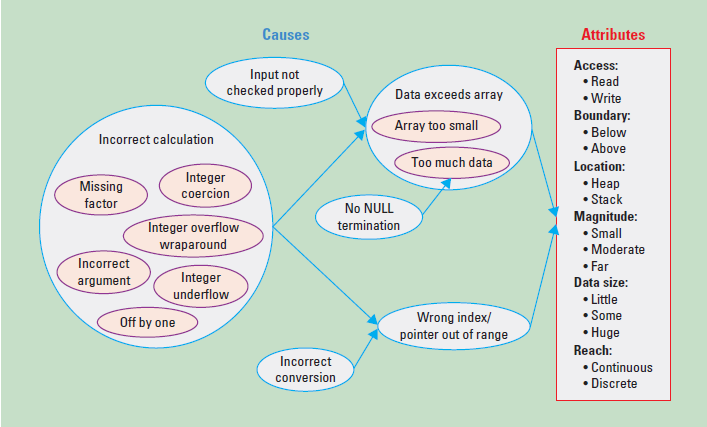 Causes
Attributes
Input not
checked properly
Data exceeds array
Array too small
Too much data
Incorrect calculation
Missing
factor
Integer
coercion
Integer overflow
wraparound
Incorrect
argument
Integer
underflow
Off by one
No NULL
termination
Wrong index/
pointer out of range
Incorrect
conversion
Access:
• Read
• Write
Boundary:
• Below
• Above
Location:
• Heap
• Stack
Magnitude:
• Small
• Moderate
• Far
Data size:
• Little
• Some
• Huge
Reach:
• Continuous
• Discrete